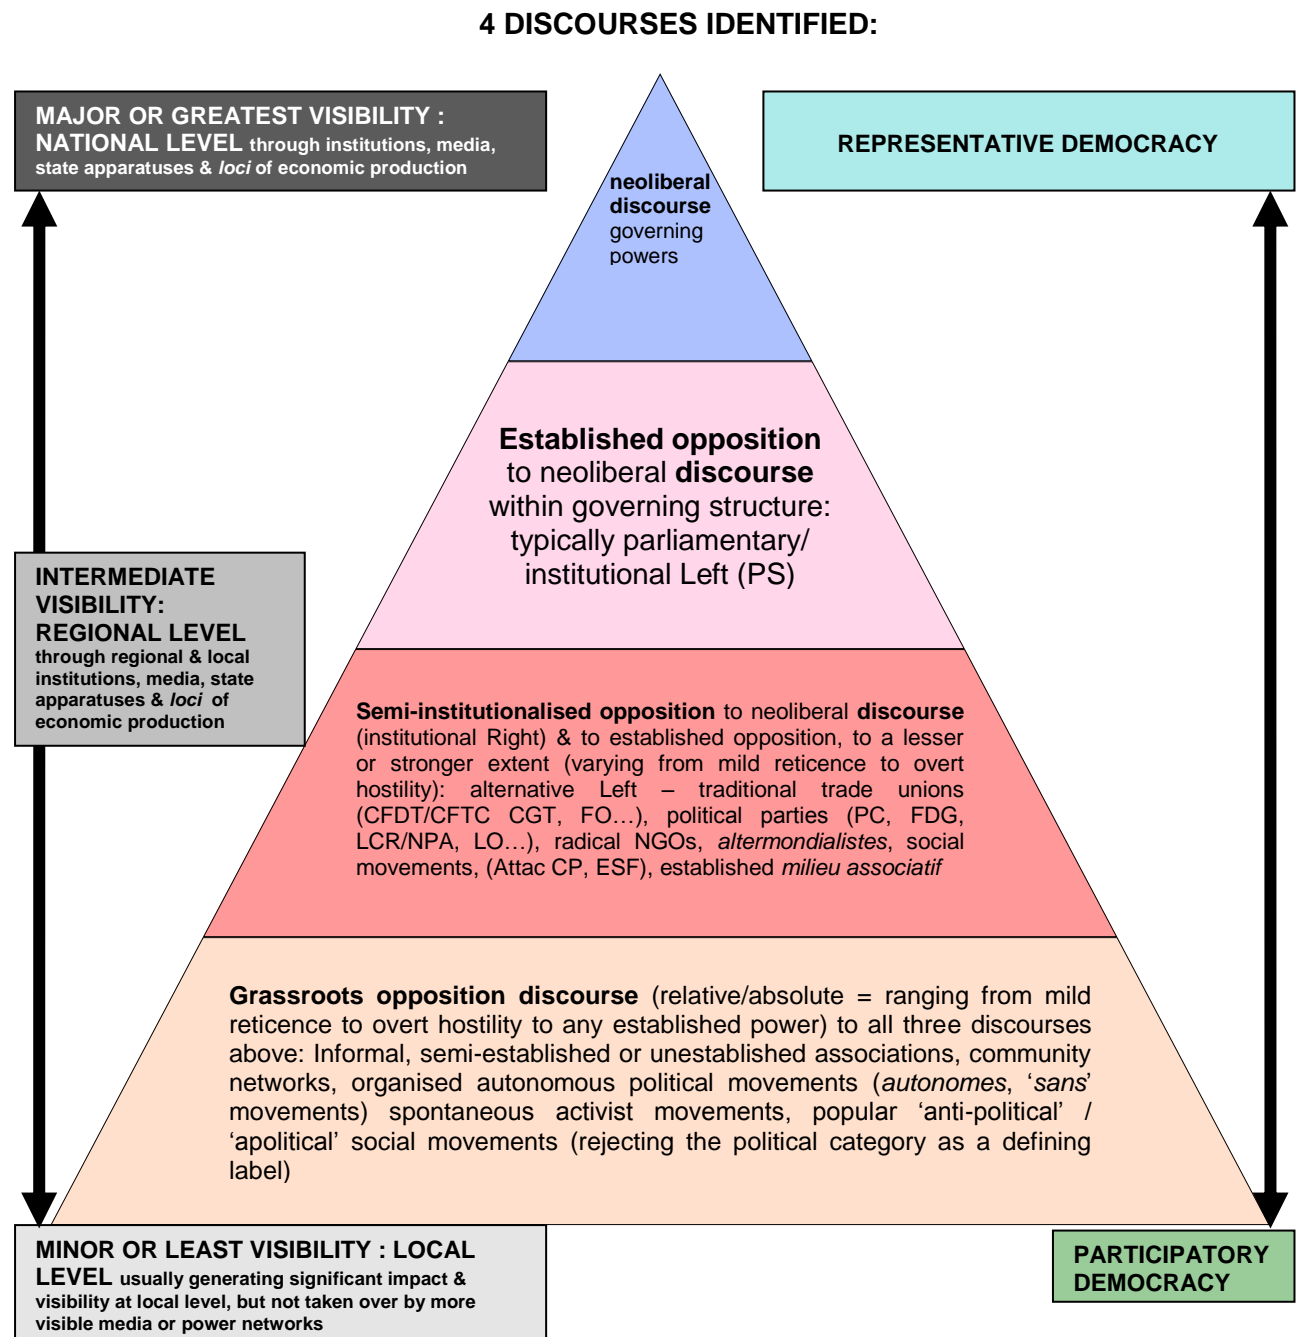 4 DISCOURSES IDENTIFIED:
MAJOR OR GREATEST VISIBILITY :
NATIONAL LEVEL through institutions, media,
state apparatuses & loci of economic production
REPRESENTATIVE DEMOCRACY
neoliberal
discourse
governing
powers
Established opposition
to neoliberal discourse
within governing structure:
typically parliamentary/
institutional Left (PS)
INTERMEDIATE
VISIBILITY:
REGIONAL LEVEL
through regional & local
institutions, media, state
apparatuses & loci of
economic production
Semi-institutionalised opposition to neoliberal discourse
(institutional Right) & to established opposition, to a lesser
or stronger extent (varying from mild reticence to overt
hostility): alternative Left – traditional trade unions
(CFDT/CFTC CGT, FO…), political parties (PC, FDG,
LCR/NPA, LO…), radical NGOs, altermondialistes, social
movements, (Attac CP, ESF), established milieu associatif
Grassroots opposition discourse (relative/absolute = ranging from mild
reticence to overt hostility to any established power) to all three discourses
above: Informal, semi-established or unestablished associations, community
networks, organised autonomous political movements (autonomes, ‘sans’
movements) spontaneous activist movements, popular ‘anti-political’ /
‘apolitical’ social movements (rejecting the political category as a defining
label)
MINOR OR LEAST VISIBILITY : LOCAL
LEVEL usually generating significant impact &
visibility at local level, but not taken over by more
visible media or power networks
PARTICIPATORY
DEMOCRACY